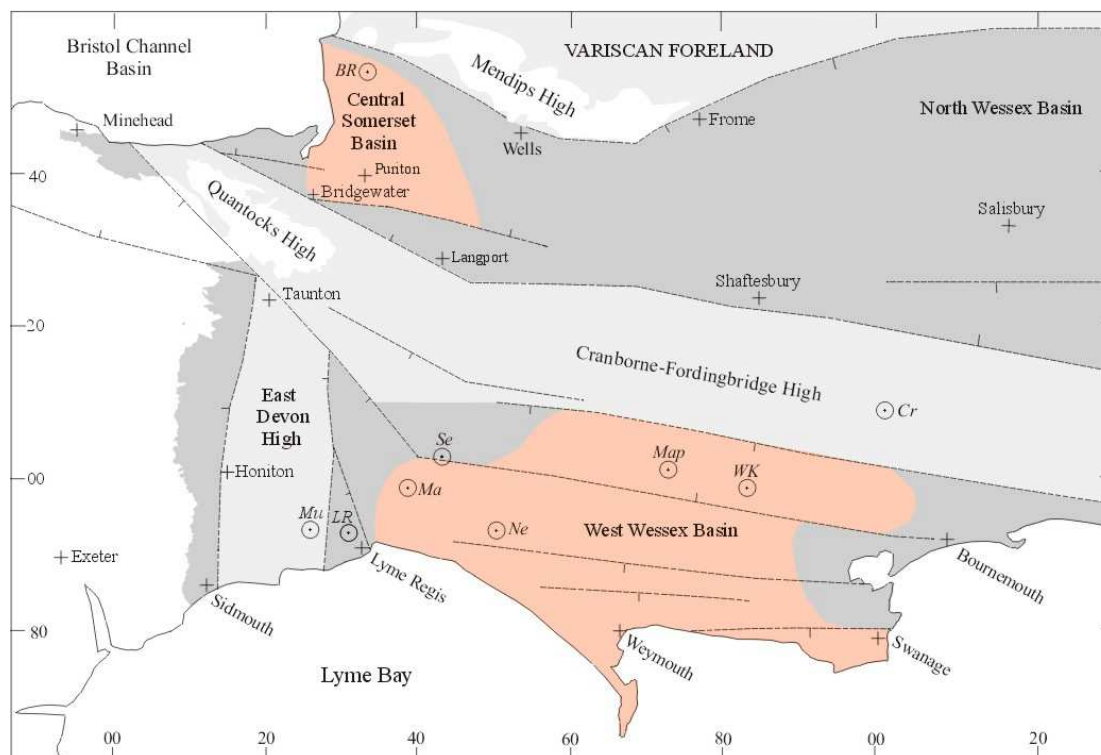 Bristol Channel
Basin
VARISCAN FORELAND
BR
Mendips High
Central
Somerset
Basin
North Wessex Basin
Minehead
Frome
Wells
Puriton
40
Bridgewater
Quantocks High
Salisbury
Langport
Shaftesbury
Taunton
20
Cranborne-Fordingbridge High
East
Devon
High
Cr
Se
Map
WK
00
Honiton
Ma
Mu
LR
Ne
West Wessex Basin
Exeter
Lyme Regis
Bournemouth
Sidmouth
80
Weymouth
Swanage
Lyme Bay
00
20
40
60
80
00
20